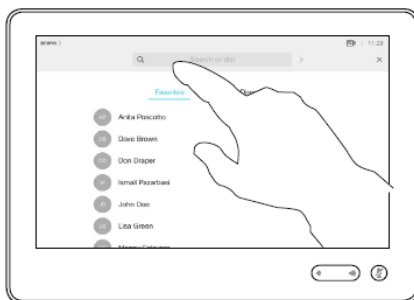 11:28
Search or dial
Favorites
Anita Poscotto
Dave Brown
Don Draper
Ismail Pazarbasi
John Doe
Lisa Green